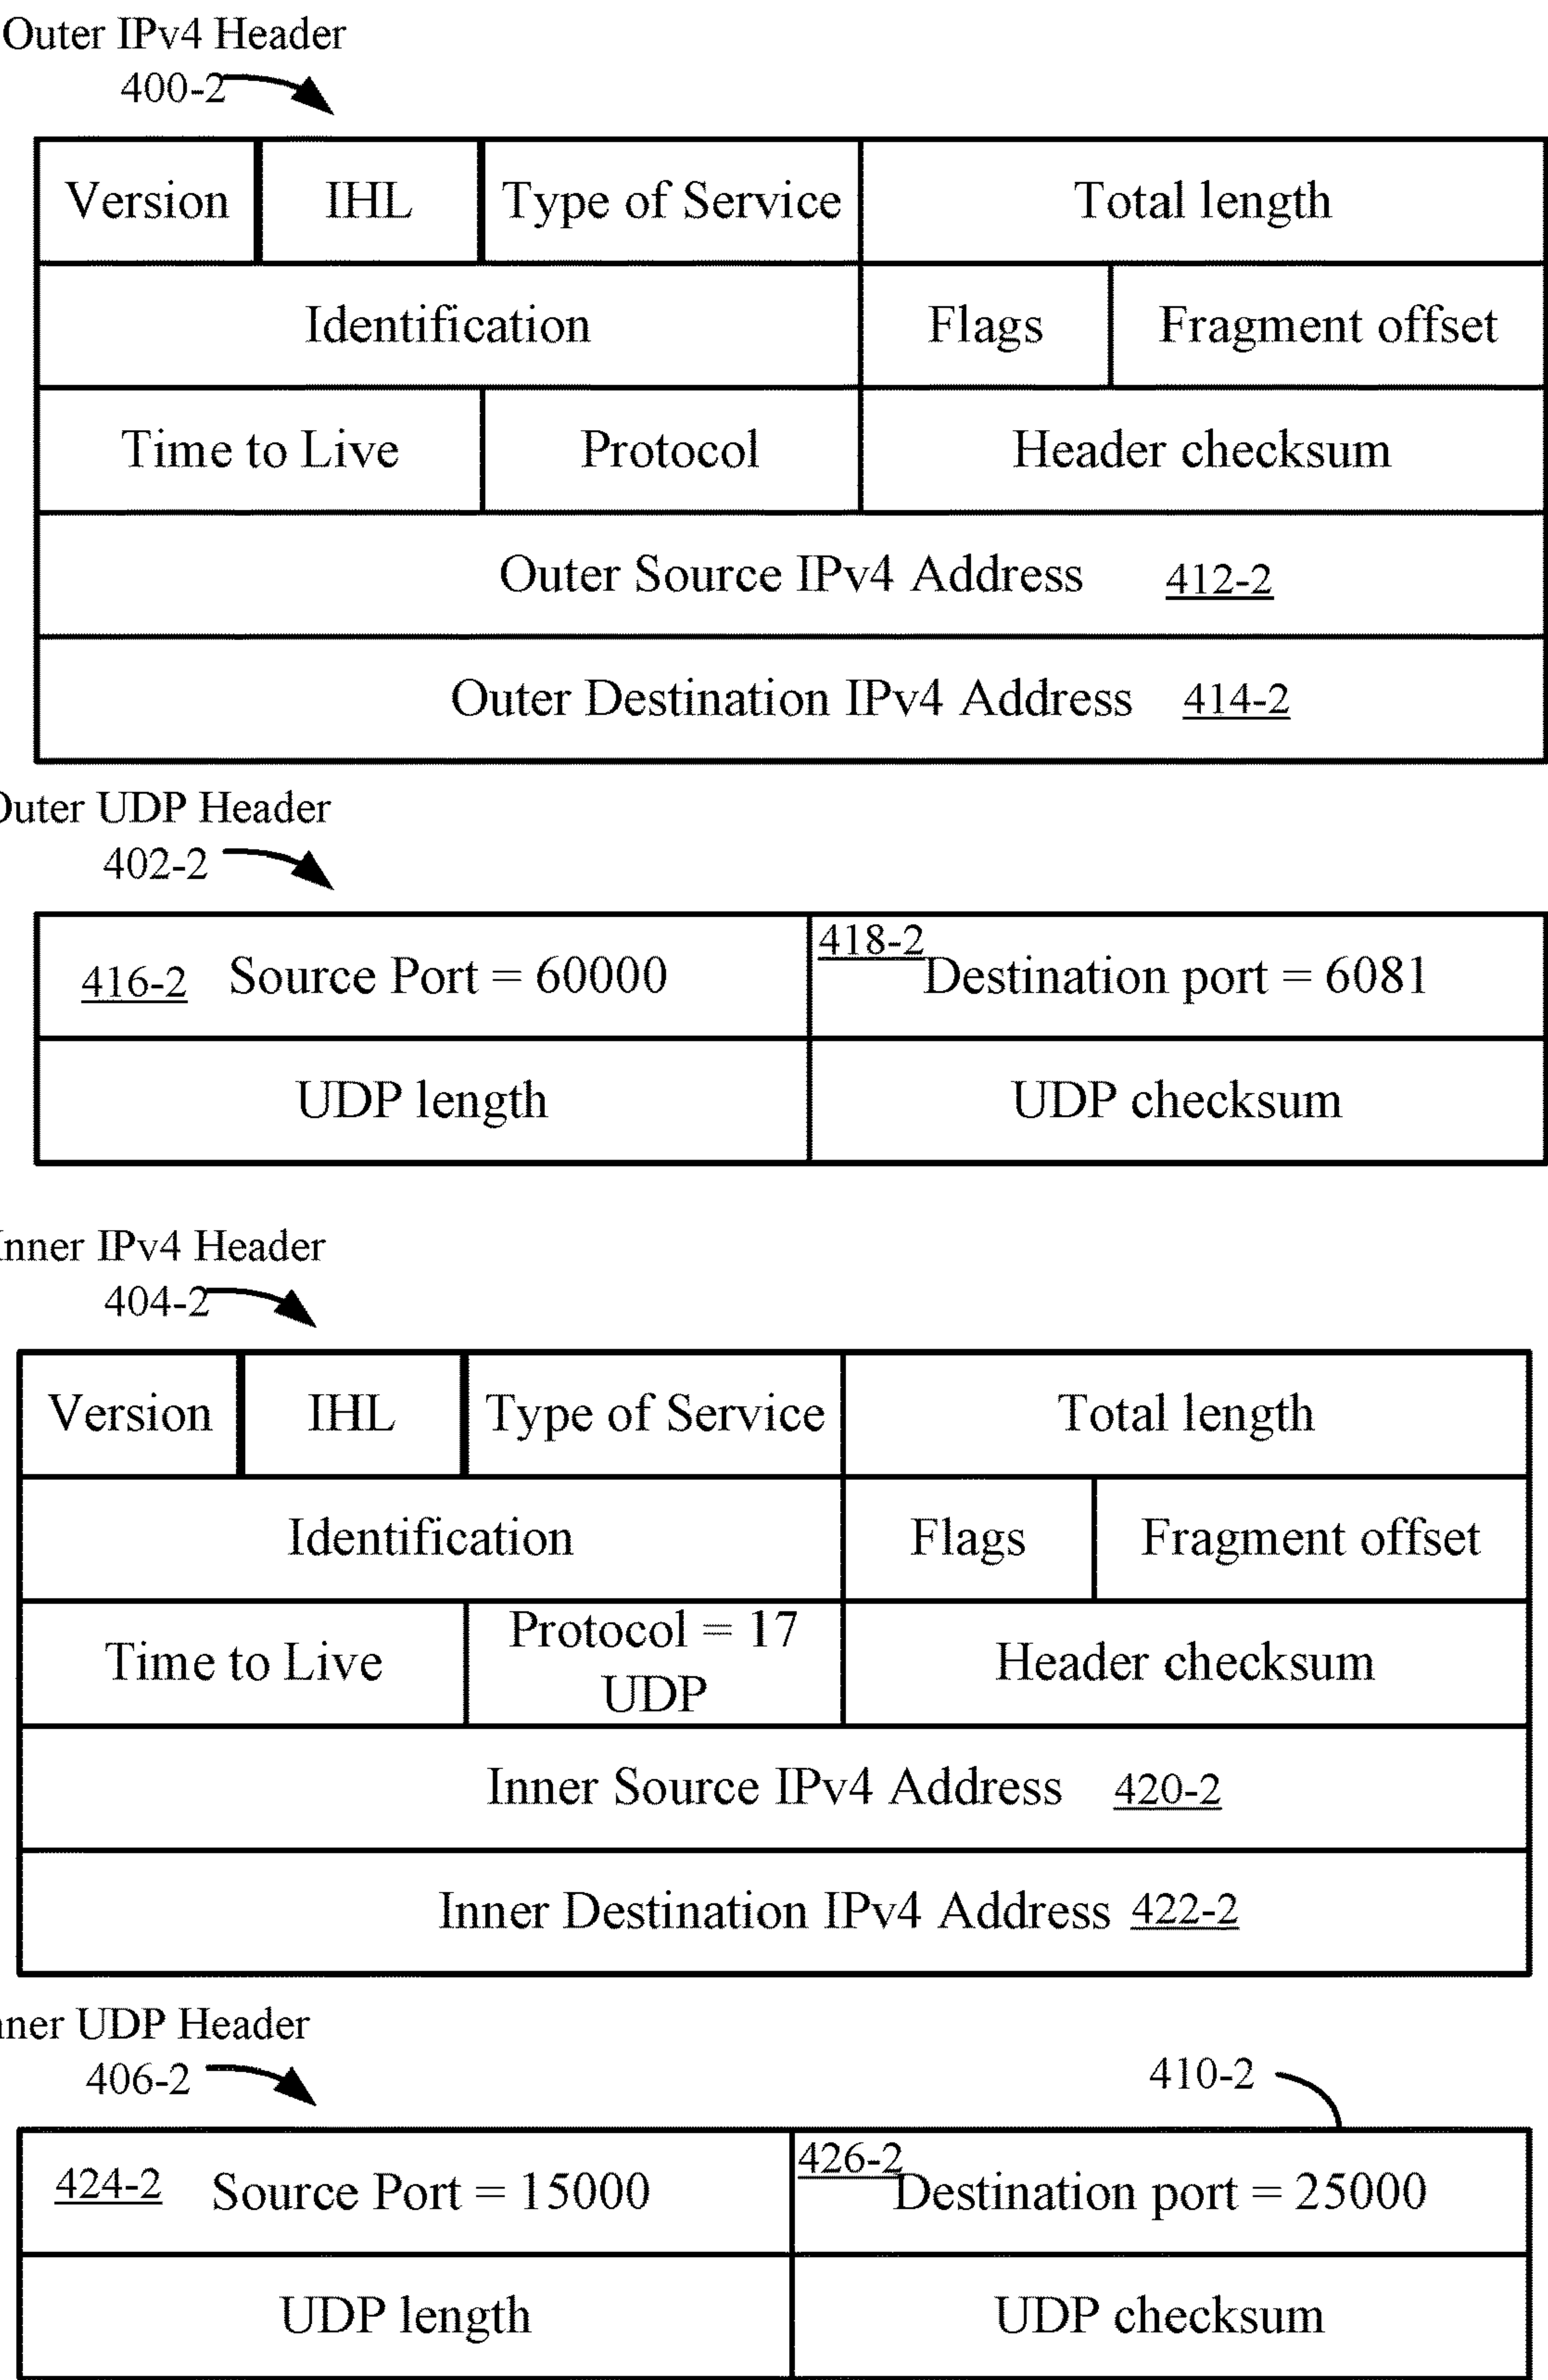 Outer IPv4 Header
400-2
Version IHL Type of Service Total length
Identification Flags Fragment offset
Time to Live Protocol Header checksum
Outer Source IPv4 Address 412-2
Outer Destination IPv4 Address 414-2
Outer UDP Header
402-2
416-2 Source Port = 60000 418-2 Destination port = 6081
UDP length UDP checksum
Inner IPv4 Header
404-2
Version IHL Type of Service Total length
Identification Flags Fragment offset
Time to Live Protocol = 17 Header checksum
UDP
Inner Source IPv4 Address 420-2
Inner Destination IPv4 Address 422-2
Inner UDP Header
406-2 410-2
424-2 Source Port = 15000 426-2 Destination port = 25000
UDP length UDP checksum